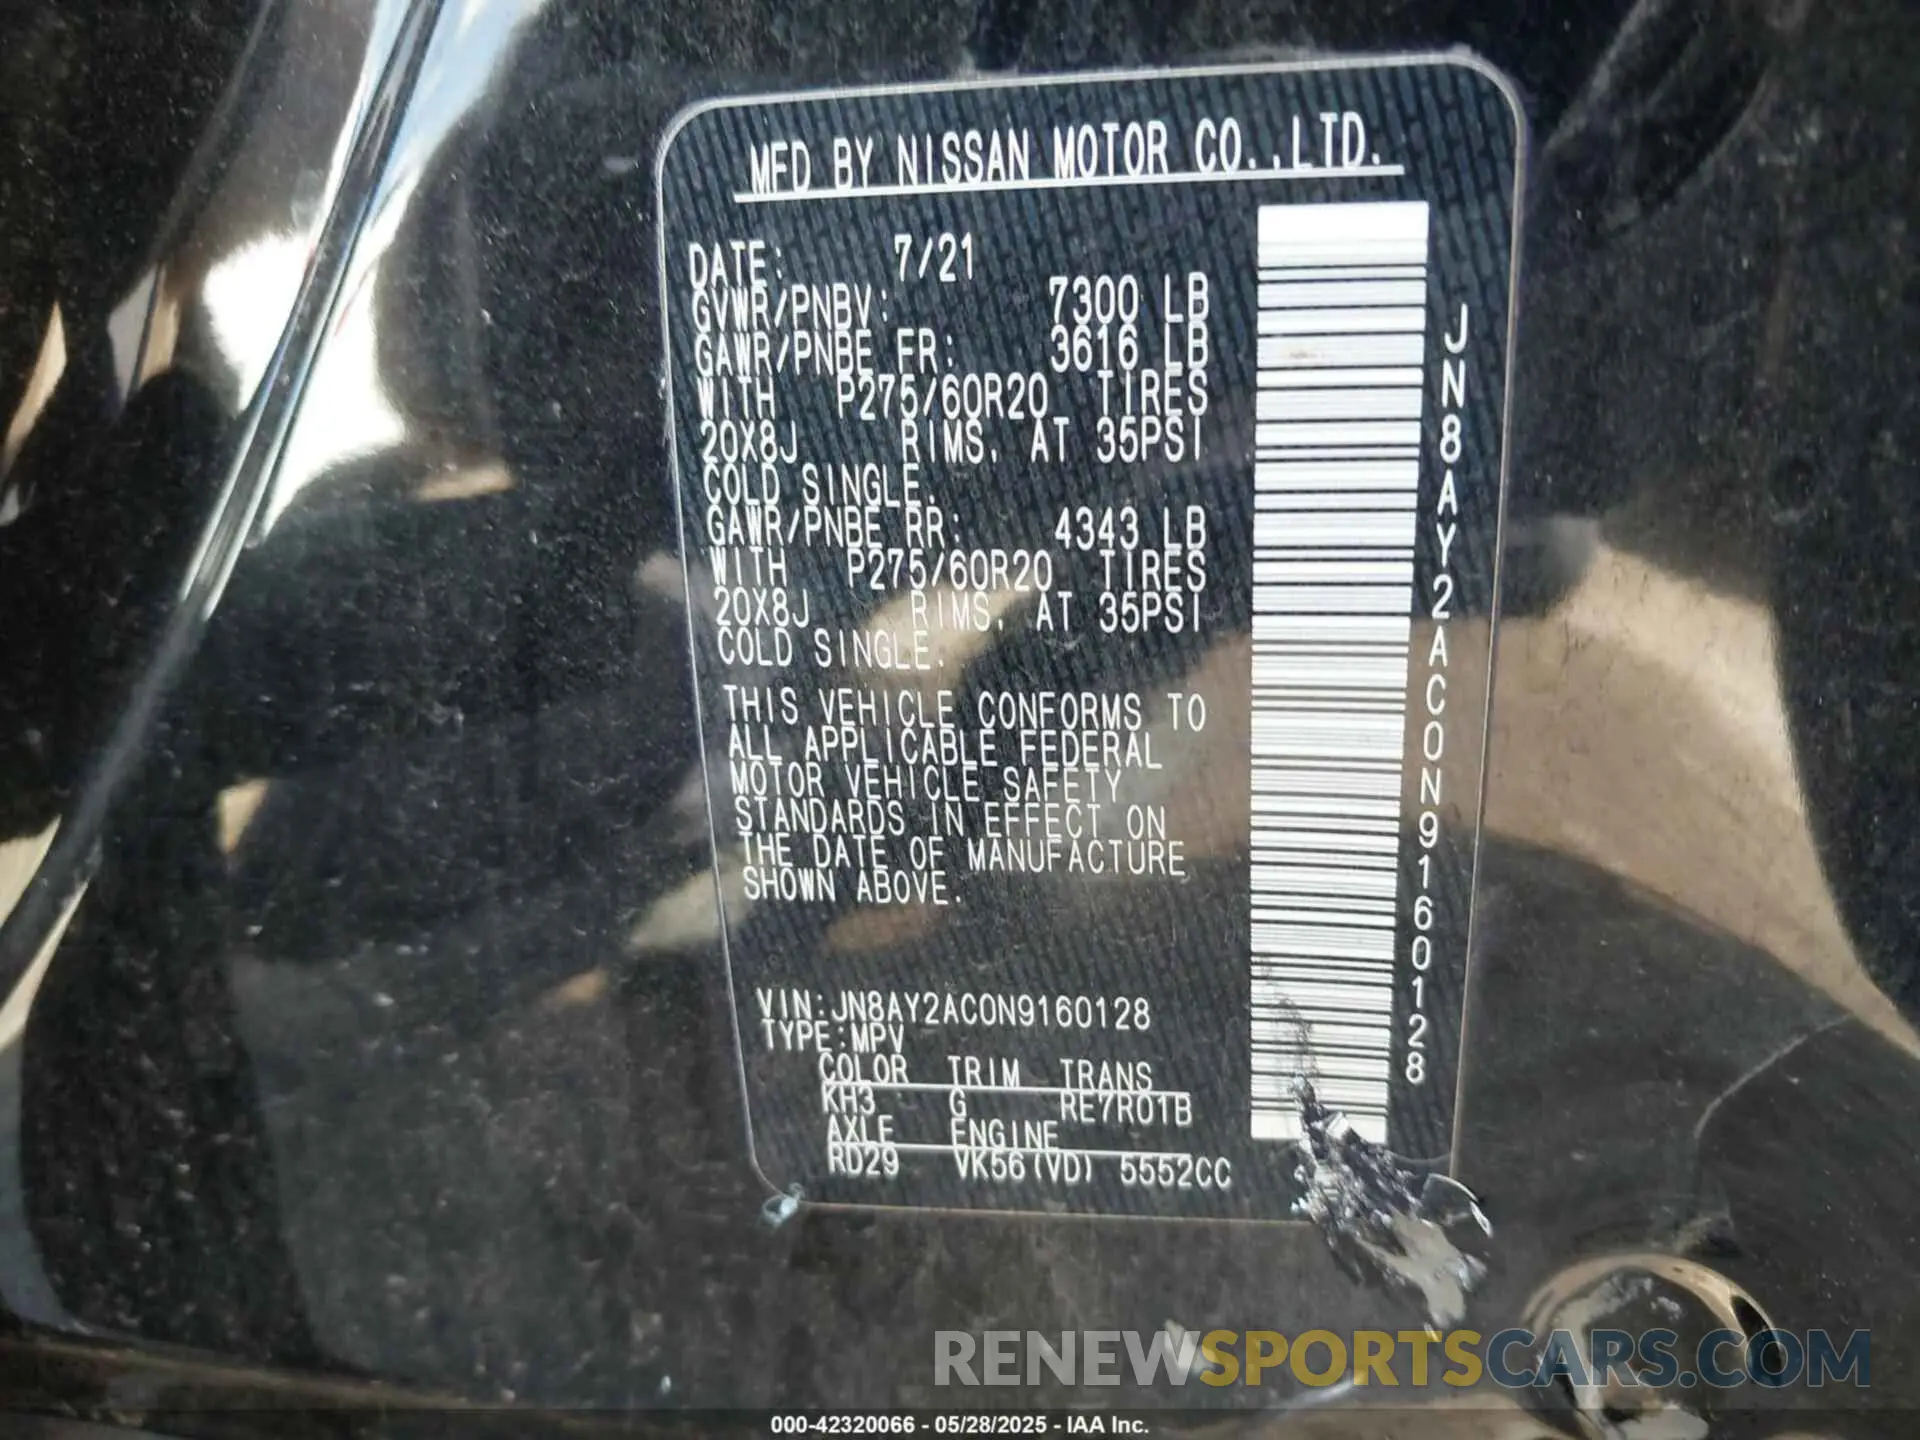 MFD BY NISSAN MOTOR CO.,LTD.
DATE: 7/21
GVWR/PNBV: 7300 LB
GAWR/PNBE FR: 3616 LB
WITH P275/60R20 TIRES
20X8J RIMS, AT 35PSI
COLD SINGLE.
GAWR/PNBE RR: 4343 LB
WITH P275/60R20 TIRES
20X8J RIMS, AT 35PSI
COLD SINGLE.
THIS VEHICLE CONFORMS TO
ALL APPLICABLE FEDERAL
MOTOR VEHICLE SAFETY
STANDARDS IN EFFECT ON
THE DATE OF MANUFACTURE
SHOWN ABOVE.
VIN:JN8AY2AC0N9160128
TYPE:MPV
COLOR TRIM TRANS
KH3 G RE7R01B
AXLE ENGINE
RD29 VK56(VD) 5552CC
JN8AY2AC0N9160128
RENEWSPORTSCARS.COM
000-42320066 - 05/28/2025 - IAA Inc.